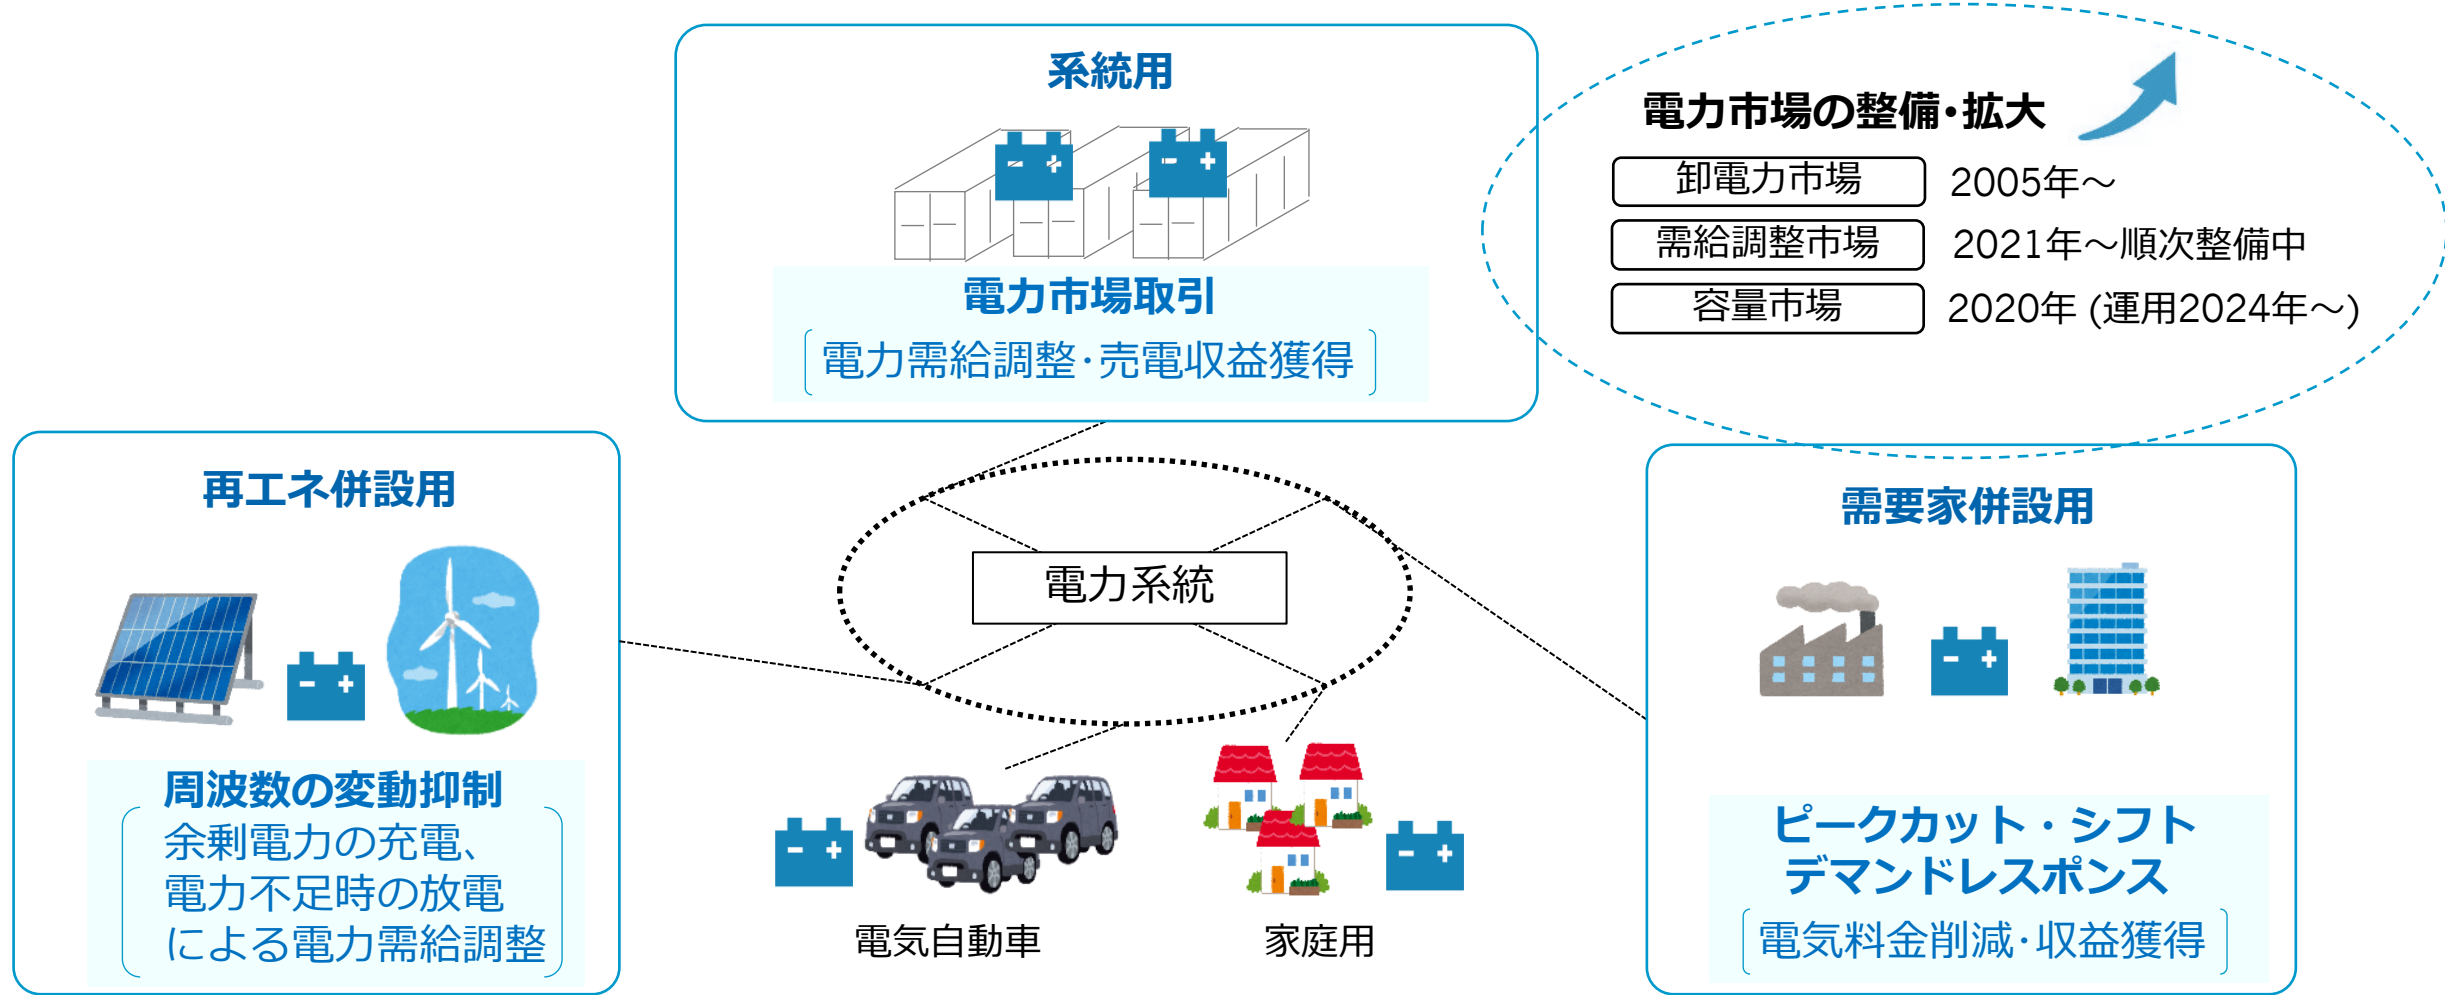 系統用
電力市場取引
電力需給調整･売電収益獲得
電力市場の整備･拡大
卸電力市場 2005年～
需給調整市場 2021年～順次整備中
容量市場 2020年 (運用2024年～)
再エネ併設用
周波数の変動抑制
余剰電力の充電、
電力不足時の放電
による電力需給調整
電力系統
電気自動車
家庭用
需要家併設用
ピークカット・シフト
デマンドレスポンス
電気料金削減･収益獲得